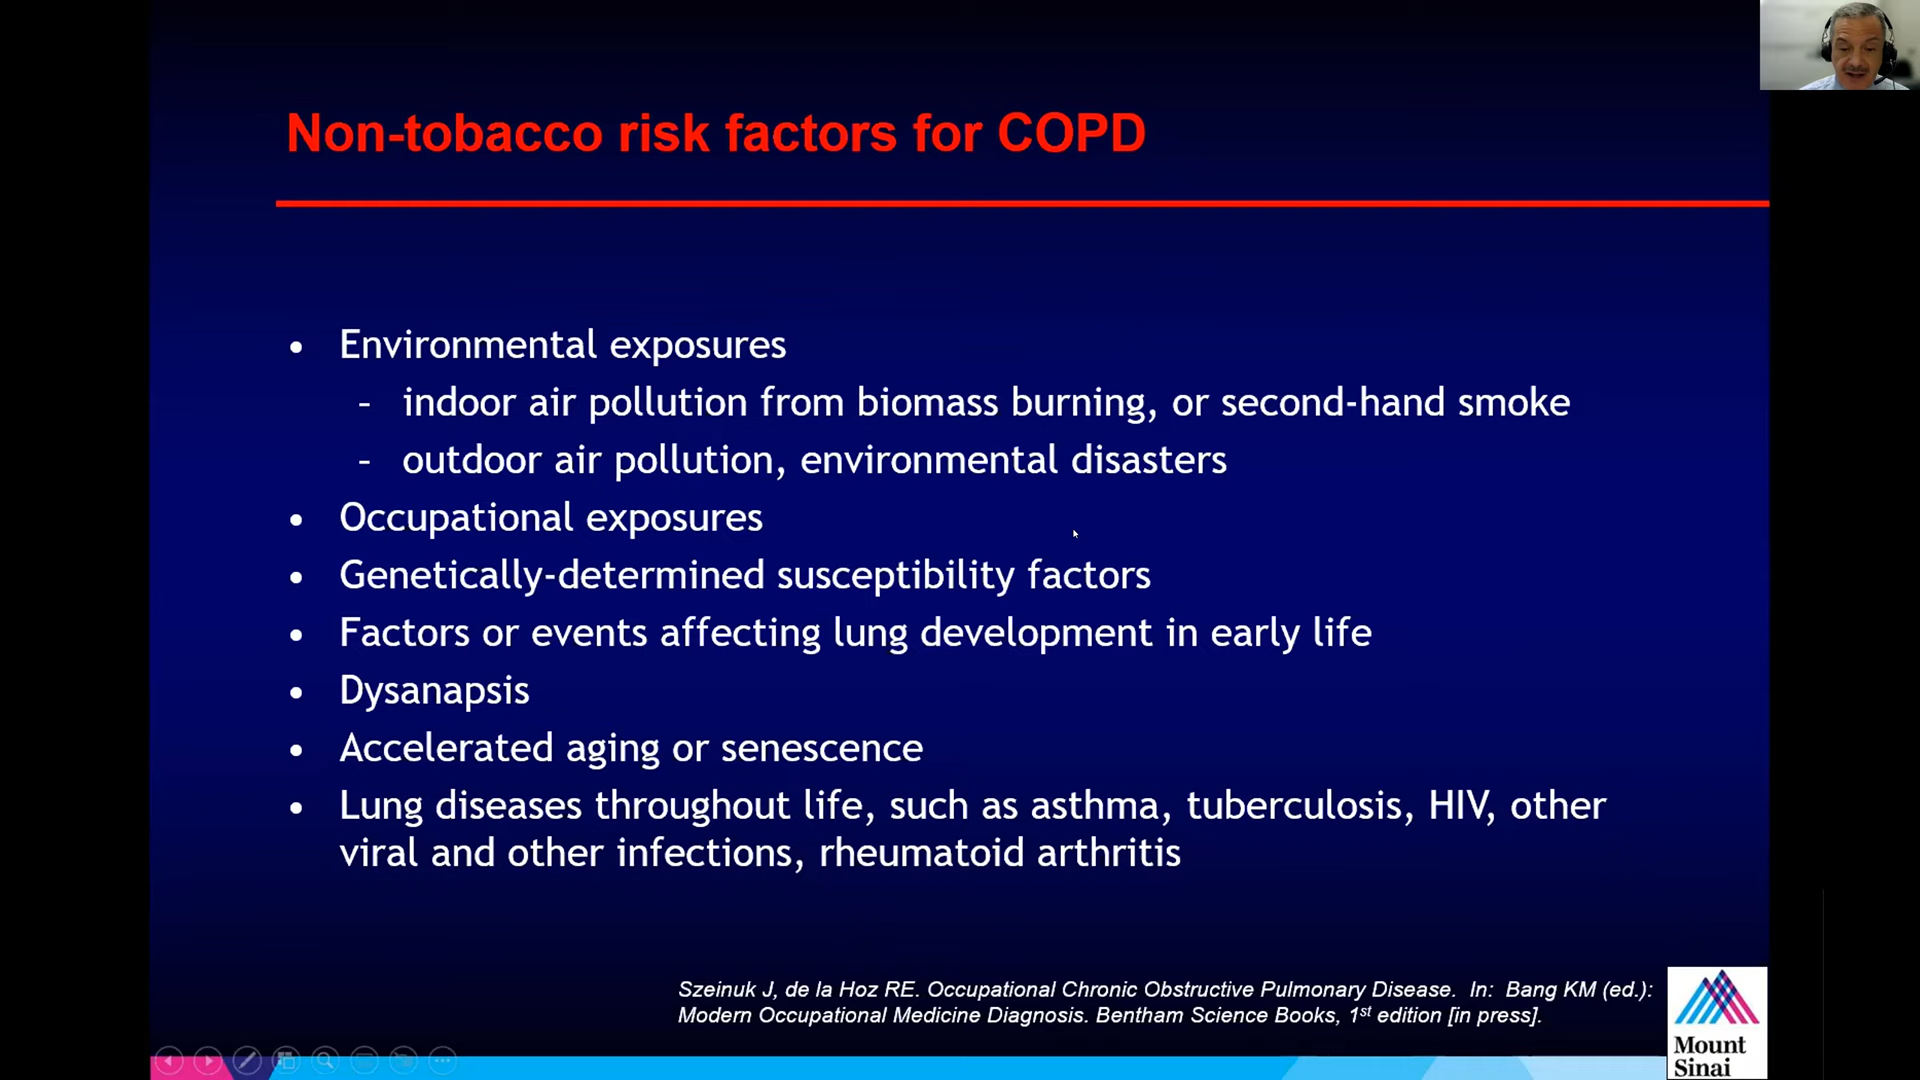 Non-tobacco risk factors for COPD
• Environmental exposures
– indoor air pollution from biomass burning, or second-hand smoke
– outdoor air pollution, environmental disasters
• Occupational exposures
• Genetically-determined susceptibility factors
• Factors or events affecting lung development in early life
• Dysanapsis
• Accelerated aging or senescence
• Lung diseases throughout life, such as asthma, tuberculosis, HIV, other
viral and other infections, rheumatoid arthritis
Szeinuk J, de la Hoz RE. Occupational Chronic Obstructive Pulmonary Disease. In: Bang KM (ed.):
Modern Occupational Medicine Diagnosis. Bentham Science Books, 1st edition [in press].
Mount
Sinai